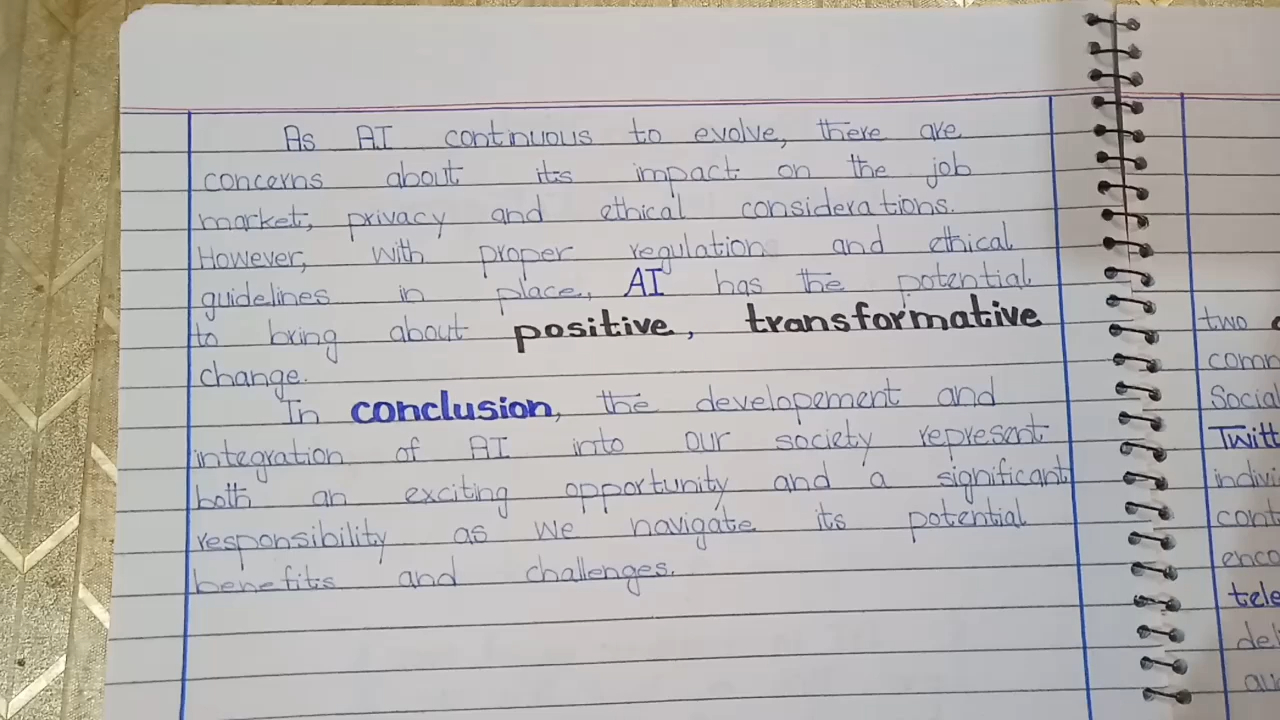 As AI continuous to evolve, there are
concerns about its impact on the job
market, privacy and ethical considerations.
However, with proper regulation and ethical
guidelines in place, AI has the potential
to bring about positive, transformative
change.
In conclusion, the developement and
integration of AI into our society represent
both an exciting opportunity and a significant
responsibility as we navigate its potential
benefits and challenges.
two
Social